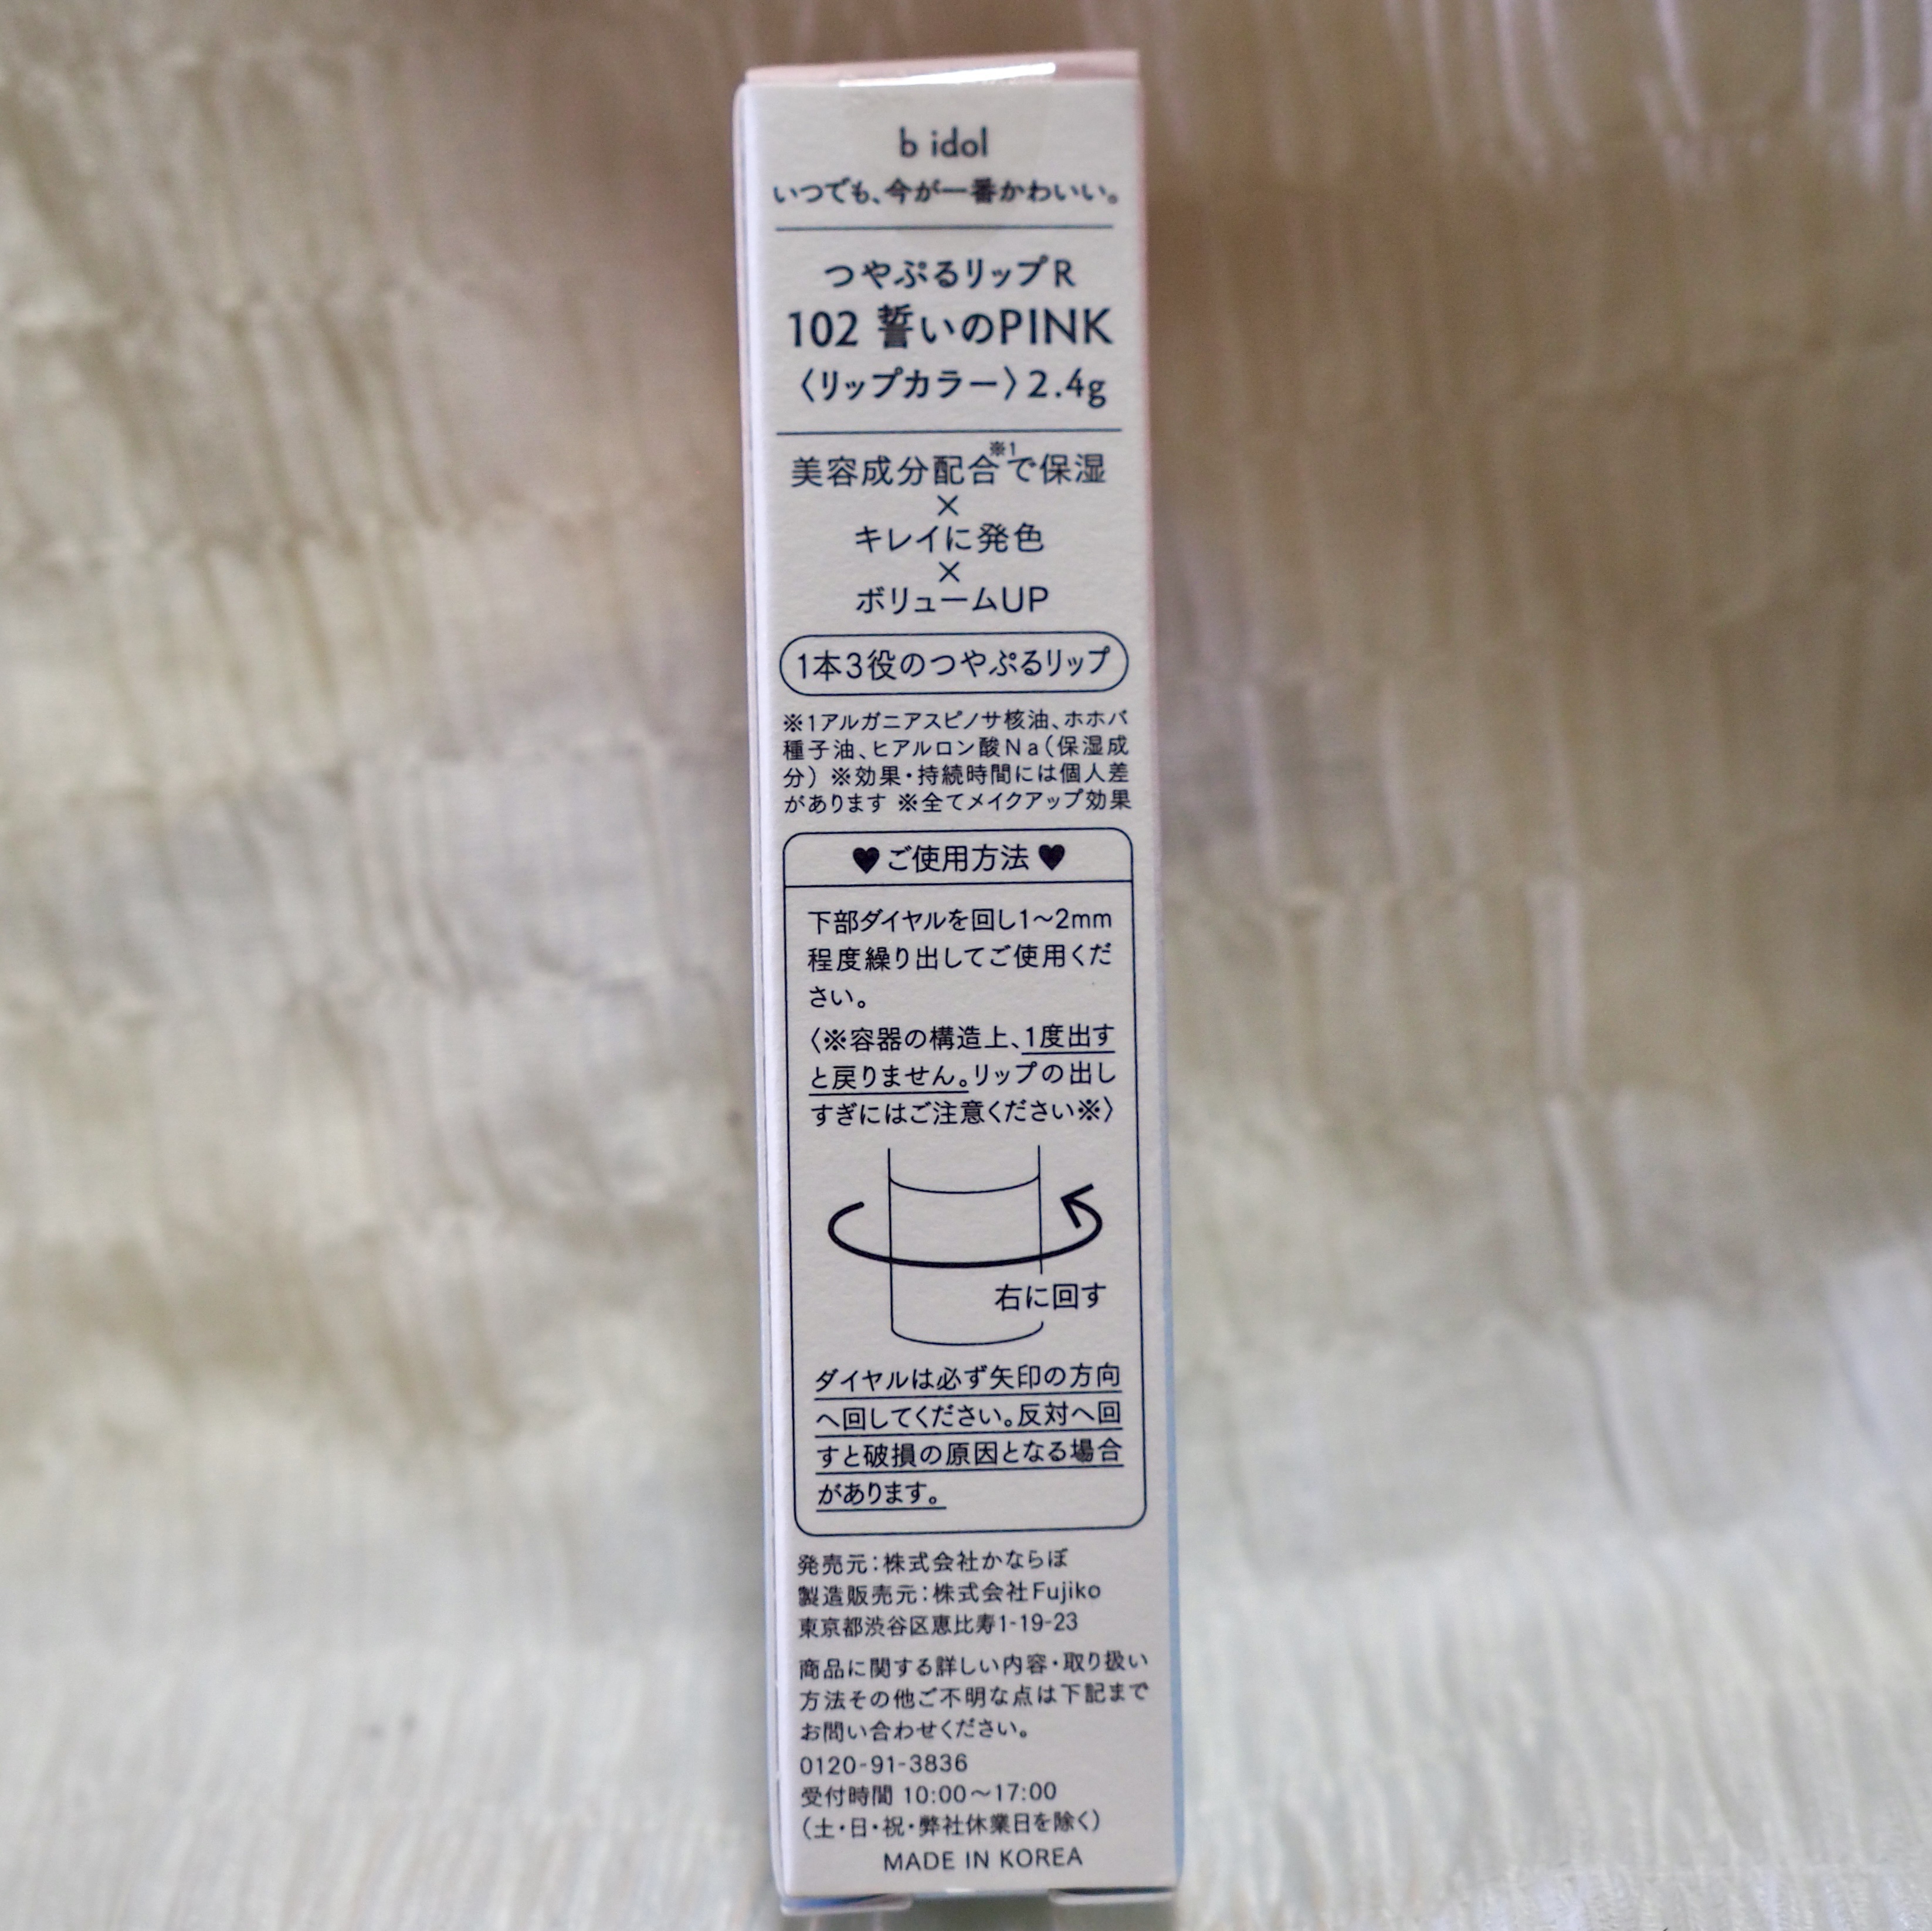 b idol
いつでも、今が一番かわいい。
つやぷるリップR
102 誓いのPINK
〈リップカラー〉2.4g
美容成分配合※1で保湿
×
キレイに発色
×
ボリュームUP
1本3役のつやぷるリップ
※1アルガニアスピノサ核油、ホホバ
種子油、ヒアルロン酸Na(保湿成
分) ※効果・持続時間には個人差
があります ※全てメイクアップ効果
♥ご使用方法♥
下部ダイヤルを回し1〜2mm
程度繰り出してご使用くだ
さい。
〈※容器の構造上、1度出す
と戻りません。リップの出し
すぎにはご注意ください※〉
右に回す
ダイヤルは必ず矢印の方向
へ回してください。反対へ回
すと破損の原因となる場合
があります。
発売元:株式会社かならぼ
製造販売元:株式会社Fujiko
東京都渋谷区恵比寿1-19-23
商品に関する詳しい内容・取り扱い
方法その他ご不明な点は下記まで
お問い合わせください。
0120-91-3836
受付時間 10:00〜17:00
(土・日・祝・弊社休業日を除く)
MADE IN KOREA